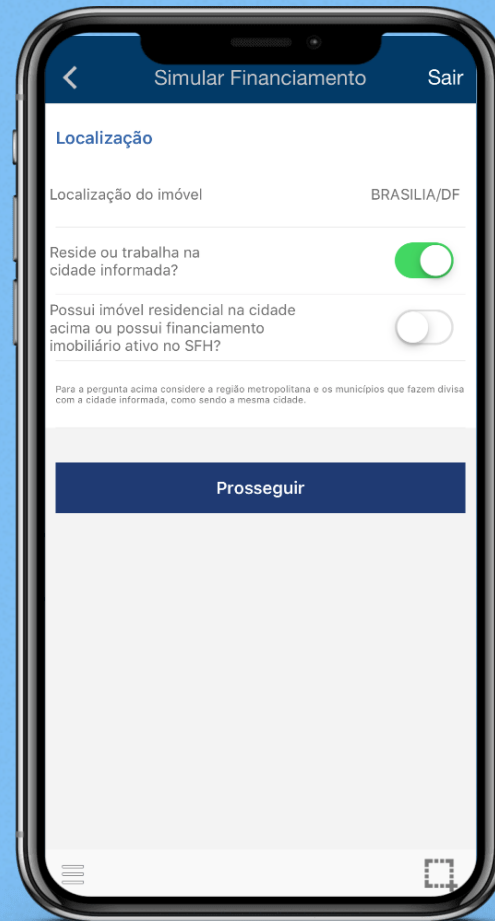 Simular Financiamento
Sair
Localização
Localização do imóvel
BRASILIA/DF
Reside ou trabalha na
cidade informada?
Possui imóvel residencial na cidade
acima ou possui financiamento
imobiliário ativo no SFH?
Para a pergunta acima considere a região metropolitana e os municípios que fazem divisa
com a cidade informada, como sendo a mesma cidade.
Prosseguir